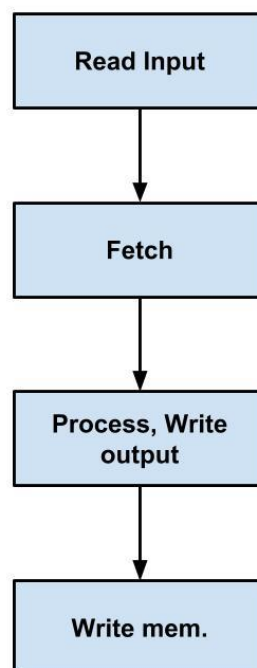 Read Input
Fetch
Process, Write
output
Write mem.